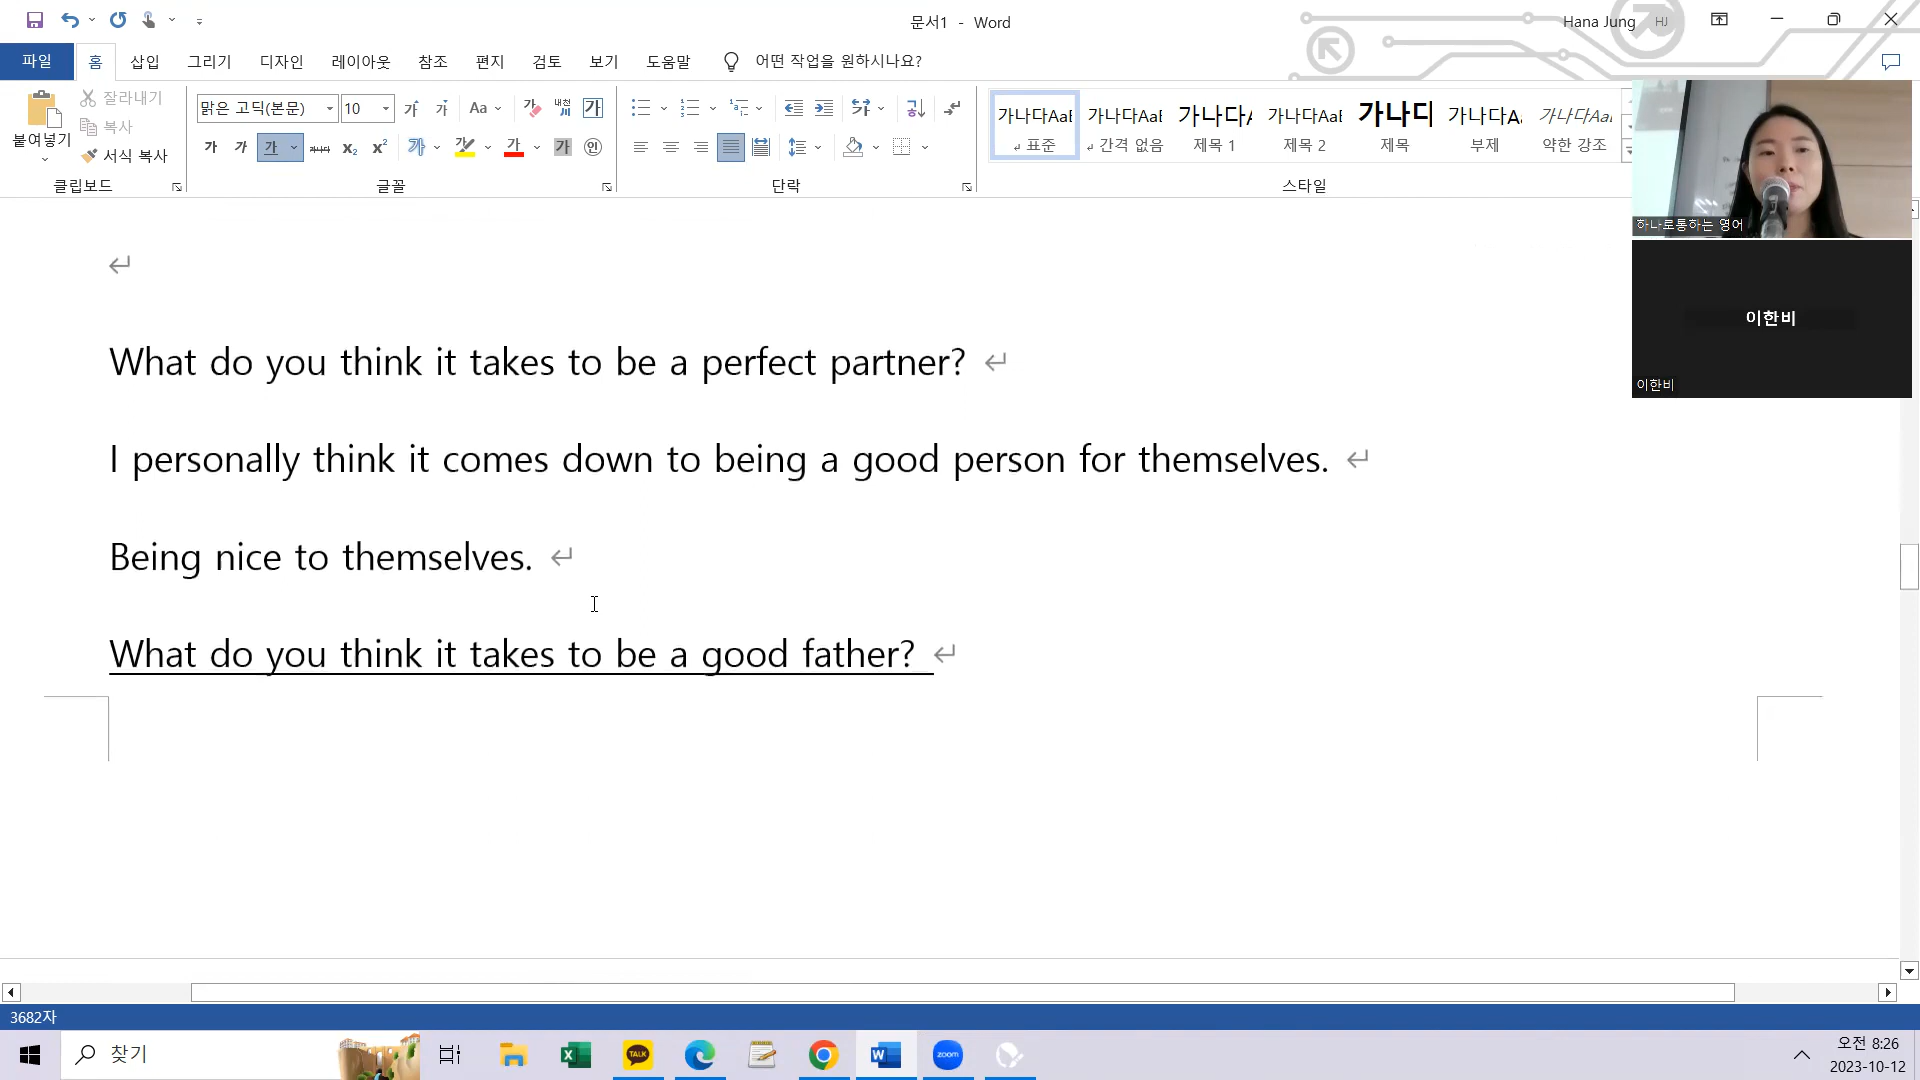 문서1 - Word
Hana Jung HJ
파일 홈 삽입 그리기 디자인 레이아웃 참조 편지 검토 보기 도움말 어떤 작업을 원하시나요?
붙여넣기
잘라내기
복사
서식 복사
클립보드
맑은 고딕(본문) 10
글꼴
단락
가나다AaE 가나다AaE 가나다A 가나다AaE 가나다 가나다Aa 가나다Aa
표준 간격 없음 제목 1 제목 2 제목 부제 약한 강조
스타일
하나로통하는 영어
이한비
이한비
What do you think it takes to be a perfect partner?
I personally think it comes down to being a good person for themselves.
Being nice to themselves.
What do you think it takes to be a good father?
3682자
찾기
TALK
zoom
오전 8:26
2023-10-12